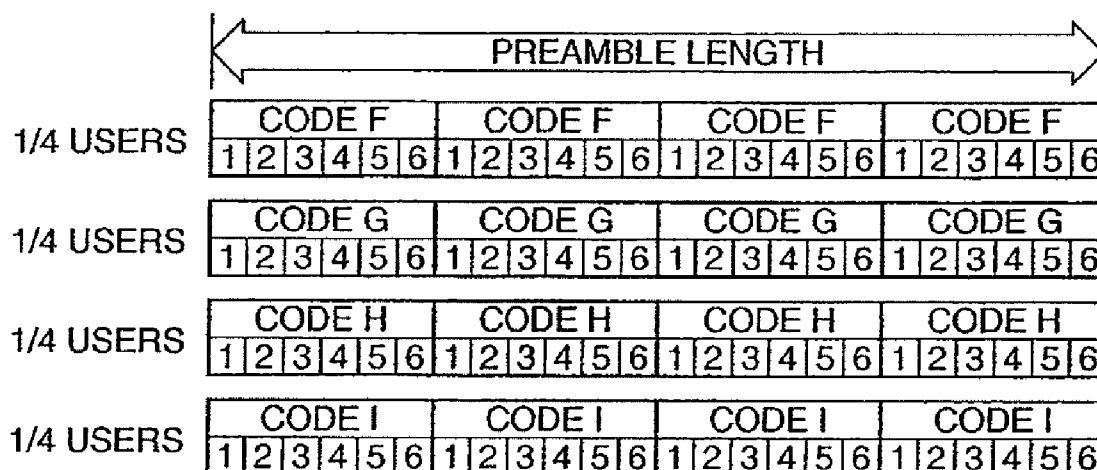 PREAMBLE LENGTH
1/4 USERS
CODE F CODE F CODE F CODE F
1 2 3 4 5 6 1 2 3 4 5 6 1 2 3 4 5 6 1 2 3 4 5 6
1/4 USERS
CODE G CODE G CODE G CODE G
1 2 3 4 5 6 1 2 3 4 5 6 1 2 3 4 5 6 1 2 3 4 5 6
1/4 USERS
CODE H CODE H CODE H CODE H
1 2 3 4 5 6 1 2 3 4 5 6 1 2 3 4 5 6 1 2 3 4 5 6
1/4 USERS
CODE I CODE I CODE I CODE I
1 2 3 4 5 6 1 2 3 4 5 6 1 2 3 4 5 6 1 2 3 4 5 6